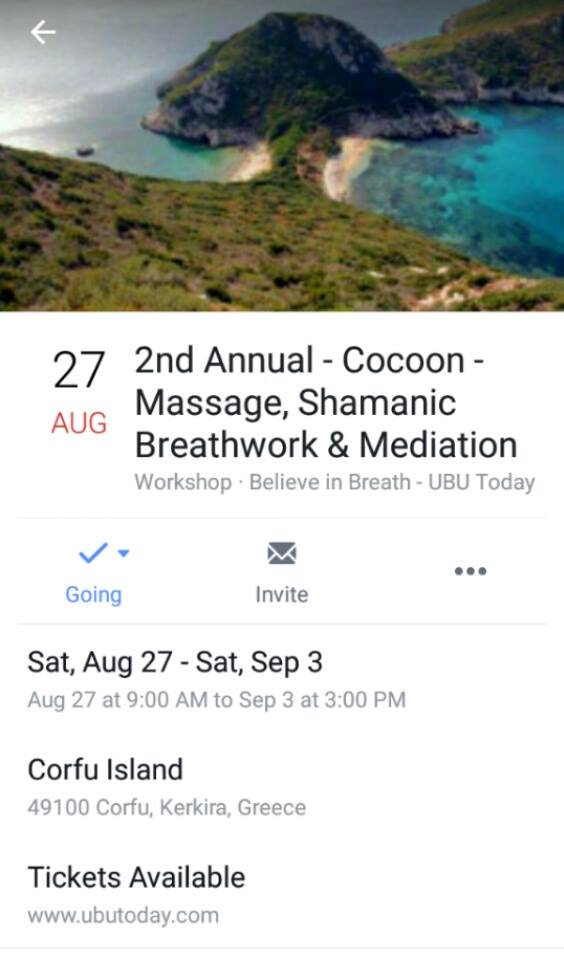 27
AUG
2nd Annual - Cocoon -
Massage, Shamanic
Breathwork & Mediation
Workshop · Believe in Breath - UBU Today
Going
Invite
Sat, Aug 27 - Sat, Sep 3
Aug 27 at 9:00 AM to Sep 3 at 3:00 PM
Corfu Island
49100 Corfu, Kerkira, Greece
Tickets Available
www.ubutoday.com